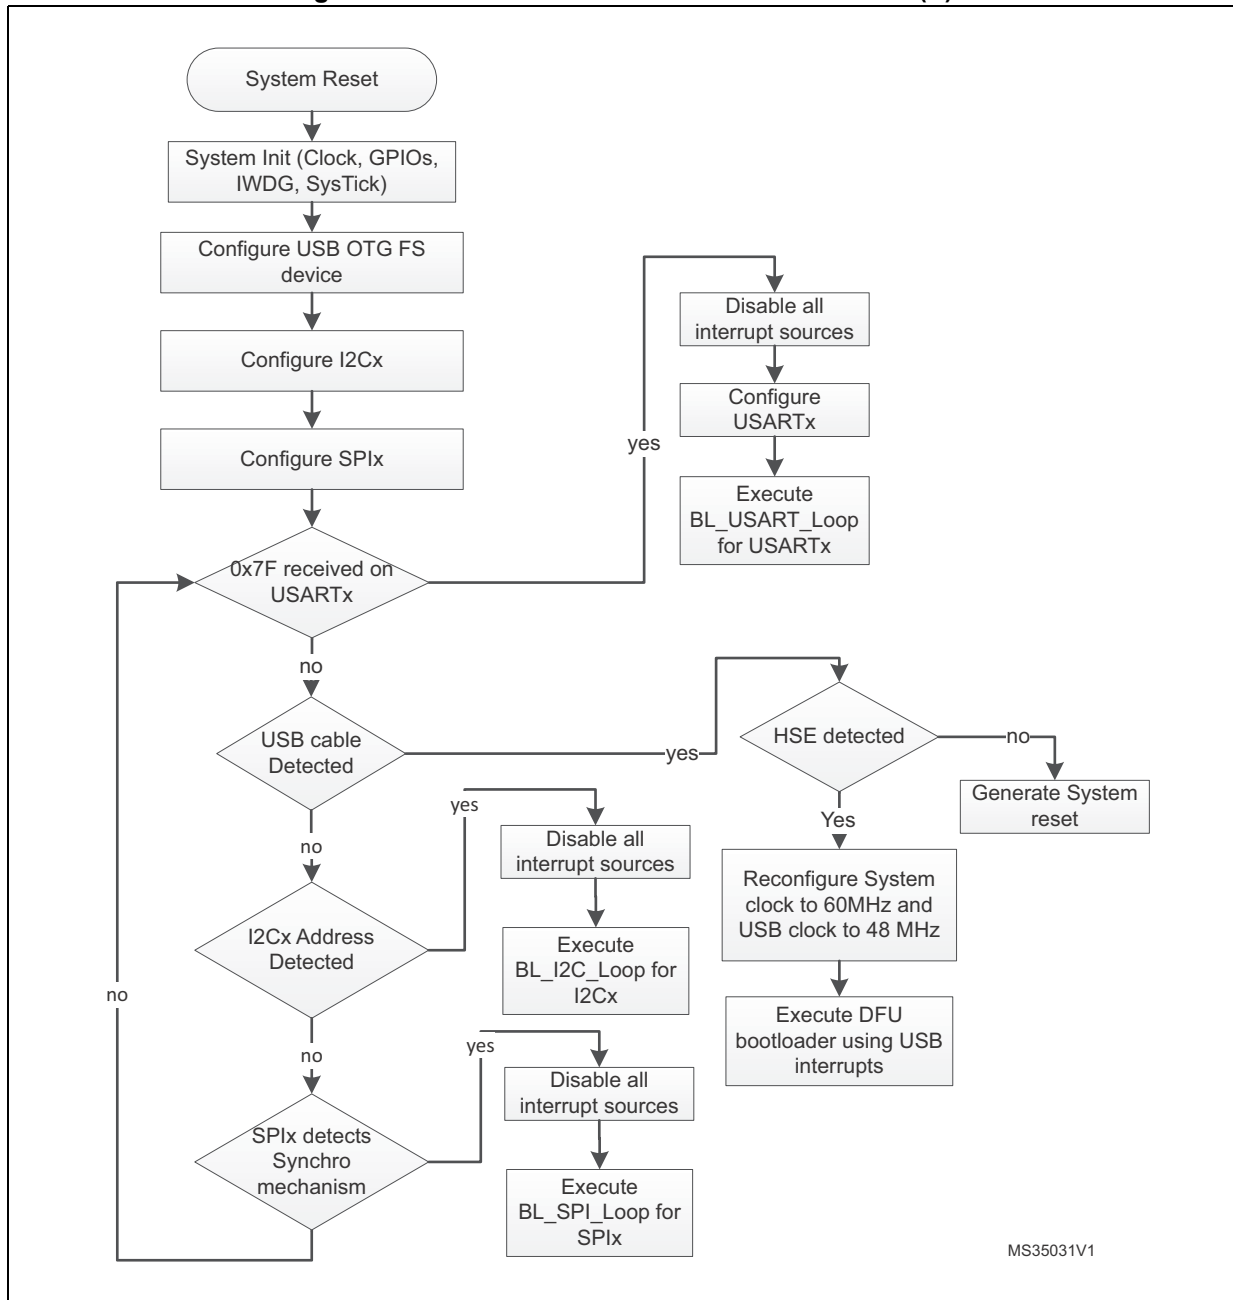 System Reset
System Init (Clock, GPIOs,
IWDG, SysTick)
Configure USB OTG FS
device
Configure I2Cx
Configure SPIx
0x7F received on
USARTx
yes
Disable all
interrupt sources
Configure
USARTx
Execute
BL_USART_Loop
for USARTx
no
USB cable
Detected
yes
HSE detected
no
Generate System
reset
Yes
Reconfigure System
clock to 60MHz and
USB clock to 48 MHz
Execute DFU
bootloader using USB
interrupts
no
I2Cx Address
Detected
yes
Disable all
interrupt sources
Execute
BL_I2C_Loop for
I2Cx
no
SPIx detects
Synchro
mechanism
yes
Disable all
interrupt sources
Execute
BL_SPI_Loop for
SPIx
no
MS35031V1